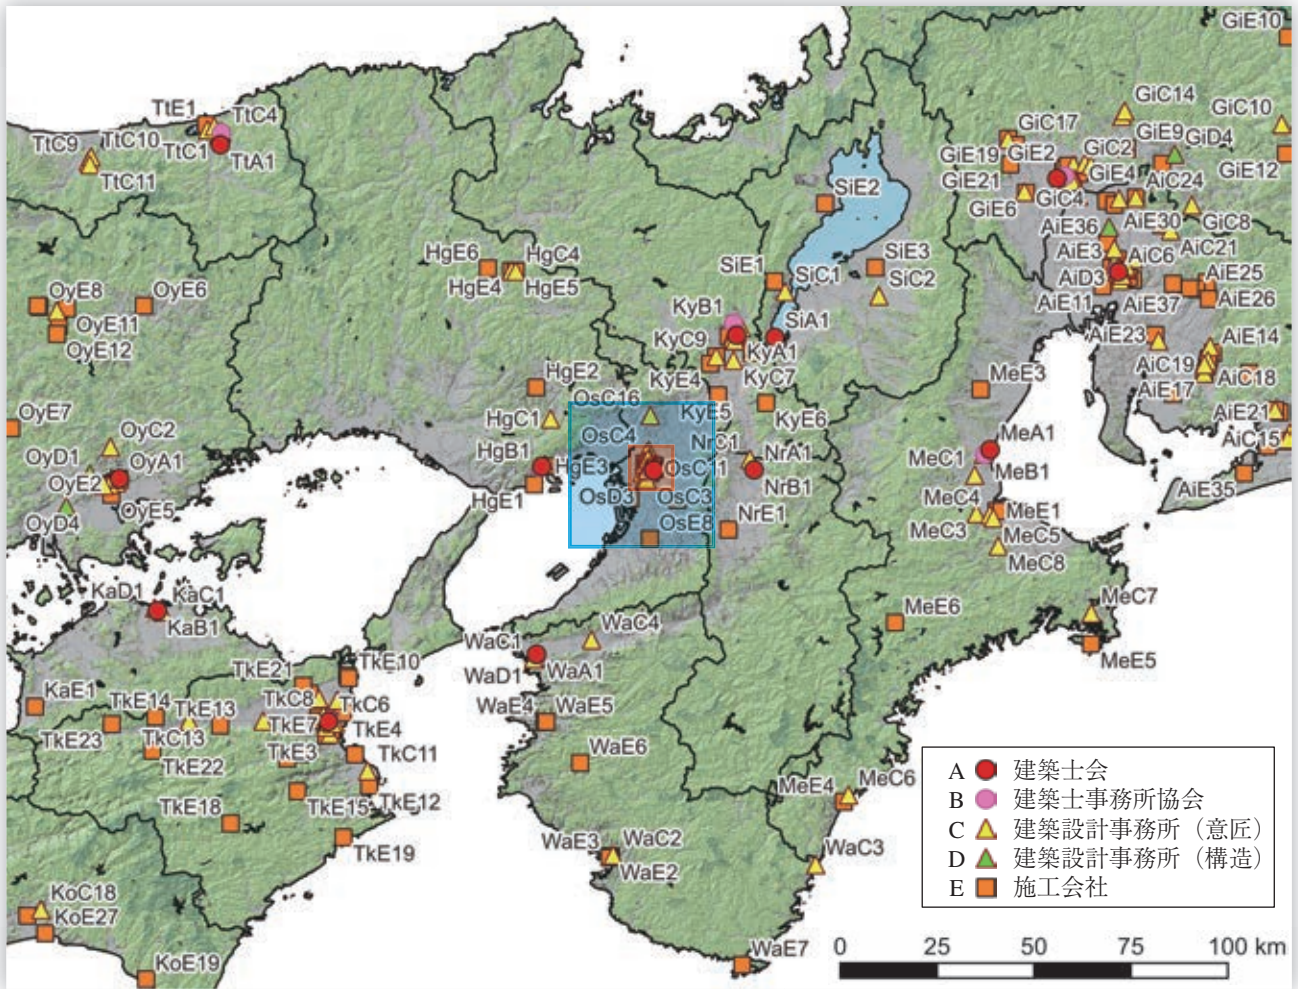 GiE10
TtE1
TtC4
TtC9
TtC10
TtC1
TtA1
TtC11
GiC14
GiC10
GiC17
GiE9
GiD4
GiE19
GiE2
GiC2
GiE4
GiE12
GiE21
AiC24
GiE6
GiC4
GiC8
SiE2
AiE36
AiE30
AiE3
AiC21
AiC6
AiD3
AiE25
AiE11
AiE37
AiE26
HgE6
HgC4
HgE4
HgE5
SiE1
SiE3
SiC1
SiC2
SiA1
OyE8
OyE6
OyE11
OyE12
KyB1
KyC9
KyA1
KyE4
KyC7
KyE5
KyE6
AiE23
AiE14
AiC19
AiC18
AiE17
AiE21
AiC15
AiE35
MeE3
HgE2
OsC16
HgC1
OsC4
NrC1
HgB1
HgE3
OsC11
NrA1
HgE1
OsD3
OsC3
NrB1
OsE8
NrE1
OyE7
OyC2
OyD1
OyA1
OyE2
OyE5
OyD4
MeA1
MeC1
MeB1
MeC4
MeE1
MeC3
MeC5
MeC8
KaD1
KaC1
KaB1
WaC4
WaC1
WaD1
WaA1
MeE6
MeC7
MeE5
TkE21
TkE10
KaE1
TkE14
TkC8
TkC6
TkE13
TkE7
TkE4
TkE23
TkC13
TkE3
TkC11
TkE22
TkE18
TkE15
TkE12
TkE19
WaE4
WaE5
WaE6
MeE4
MeC6
WaE3
WaC2
WaE2
WaC3
WaE7
KoC18
KoE27
KoE19
A 建築士会
B 建築士事務所協会
C 建築設計事務所（意匠）
D 建築設計事務所（構造）
E 施工会社
0 25 50 75 100 km